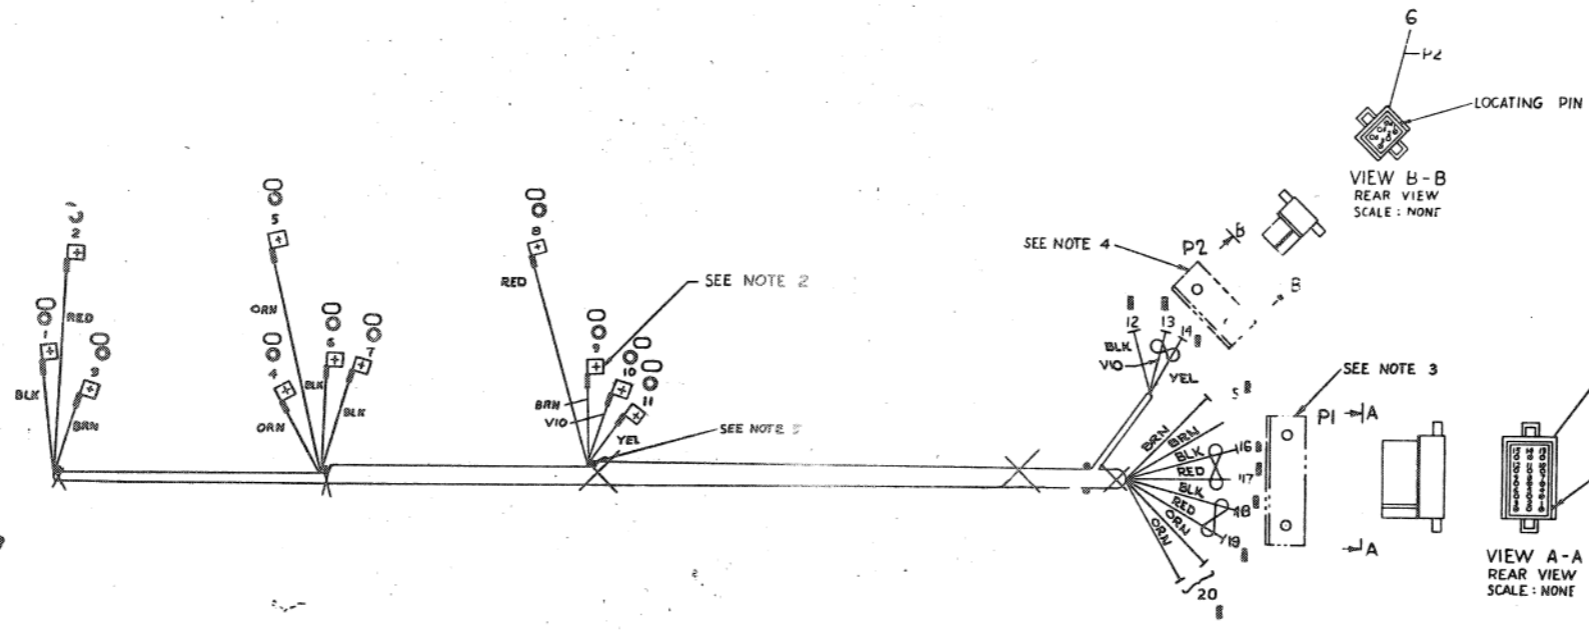 6
P2
LOCATING PIN
VIEW B-B
REAR VIEW
SCALE: NONE
2
RED
1
BLK
3
BRN
5
ORN
4
ORN
6
BLK
7
BLK
8
RED
9
SEE NOTE 2
BRN
10
VIO
11
YEL
SEE NOTE 5
SEE NOTE 4
P2
B
B
12
13
14
BLK
VIO
YEL
SEE NOTE 3
P1
A
A
BRN
BRN
BLK
16
RED
17
BLK
18
RED
19
ORN
ORN
20
VIEW A-A
REAR VIEW
SCALE: NONE